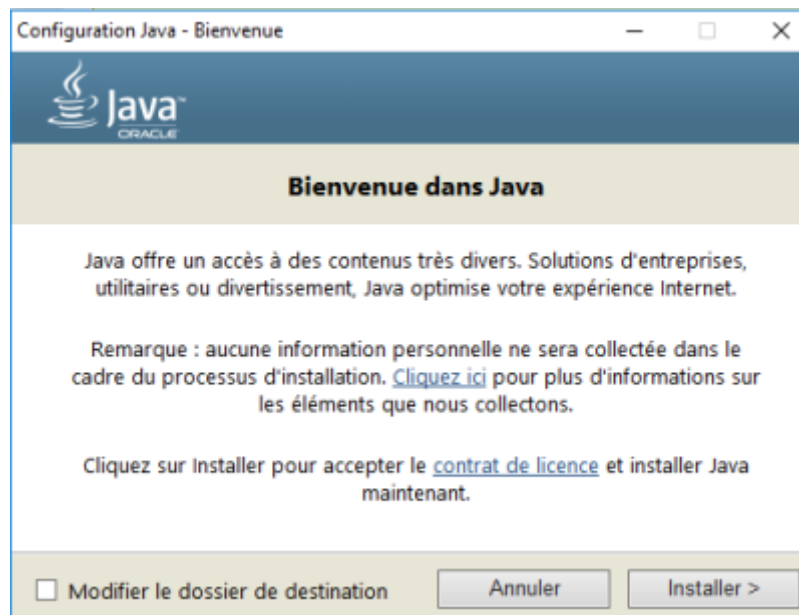 Configuration Java - Bienvenue
Java™
ORACLE
Bienvenue dans Java
Java offre un accès à des contenus très divers. Solutions d'entreprises,
utilitaires ou divertissement, Java optimise votre expérience Internet.
Remarque : aucune information personnelle ne sera collectée dans le
cadre du processus d'installation. Cliquez ici pour plus d'informations sur
les éléments que nous collectons.
Cliquez sur Installer pour accepter le contrat de licence et installer Java
maintenant.
Modifier le dossier de destination
Annuler
Installer >